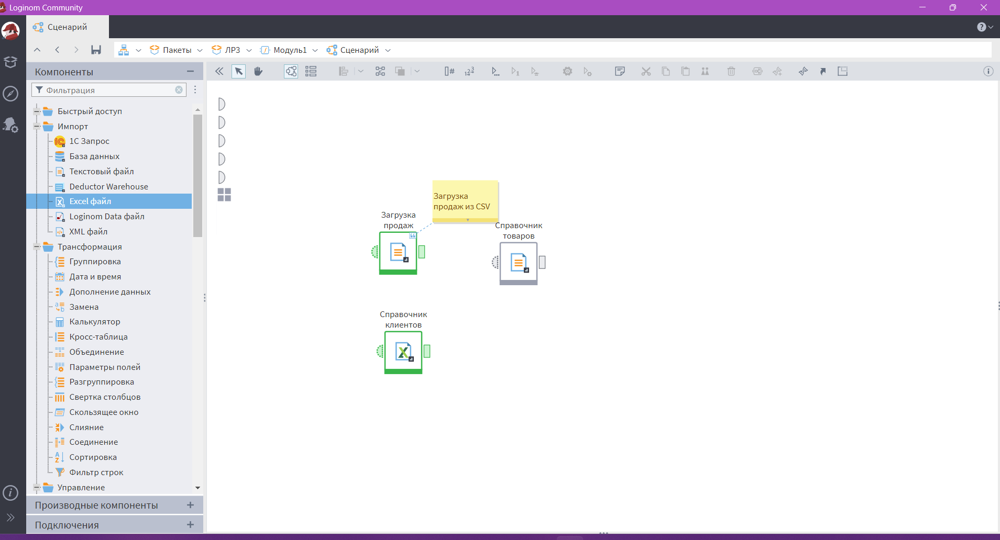 Loginom Community
Сценарий
Пакеты
ЛР3
Модуль1
Сценарий
Компоненты
Фильтрация
Быстрый доступ
Импорт
1С Запрос
База данных
Текстовый файл
Deductor Warehouse
Excel файл
Loginom Data файл
XML файл
Трансформация
Группировка
Дата и время
Дополнение данных
Замена
Калькулятор
Кросс-таблица
Объединение
Параметры полей
Разгруппировка
Свертка столбцов
Скользящее окно
Слияние
Соединение
Сортировка
Фильтр строк
Управление
Производные компоненты
Подключения
Загрузка
продаж из CSV
Загрузка
продаж
Справочник
товаров
Справочник
клиентов